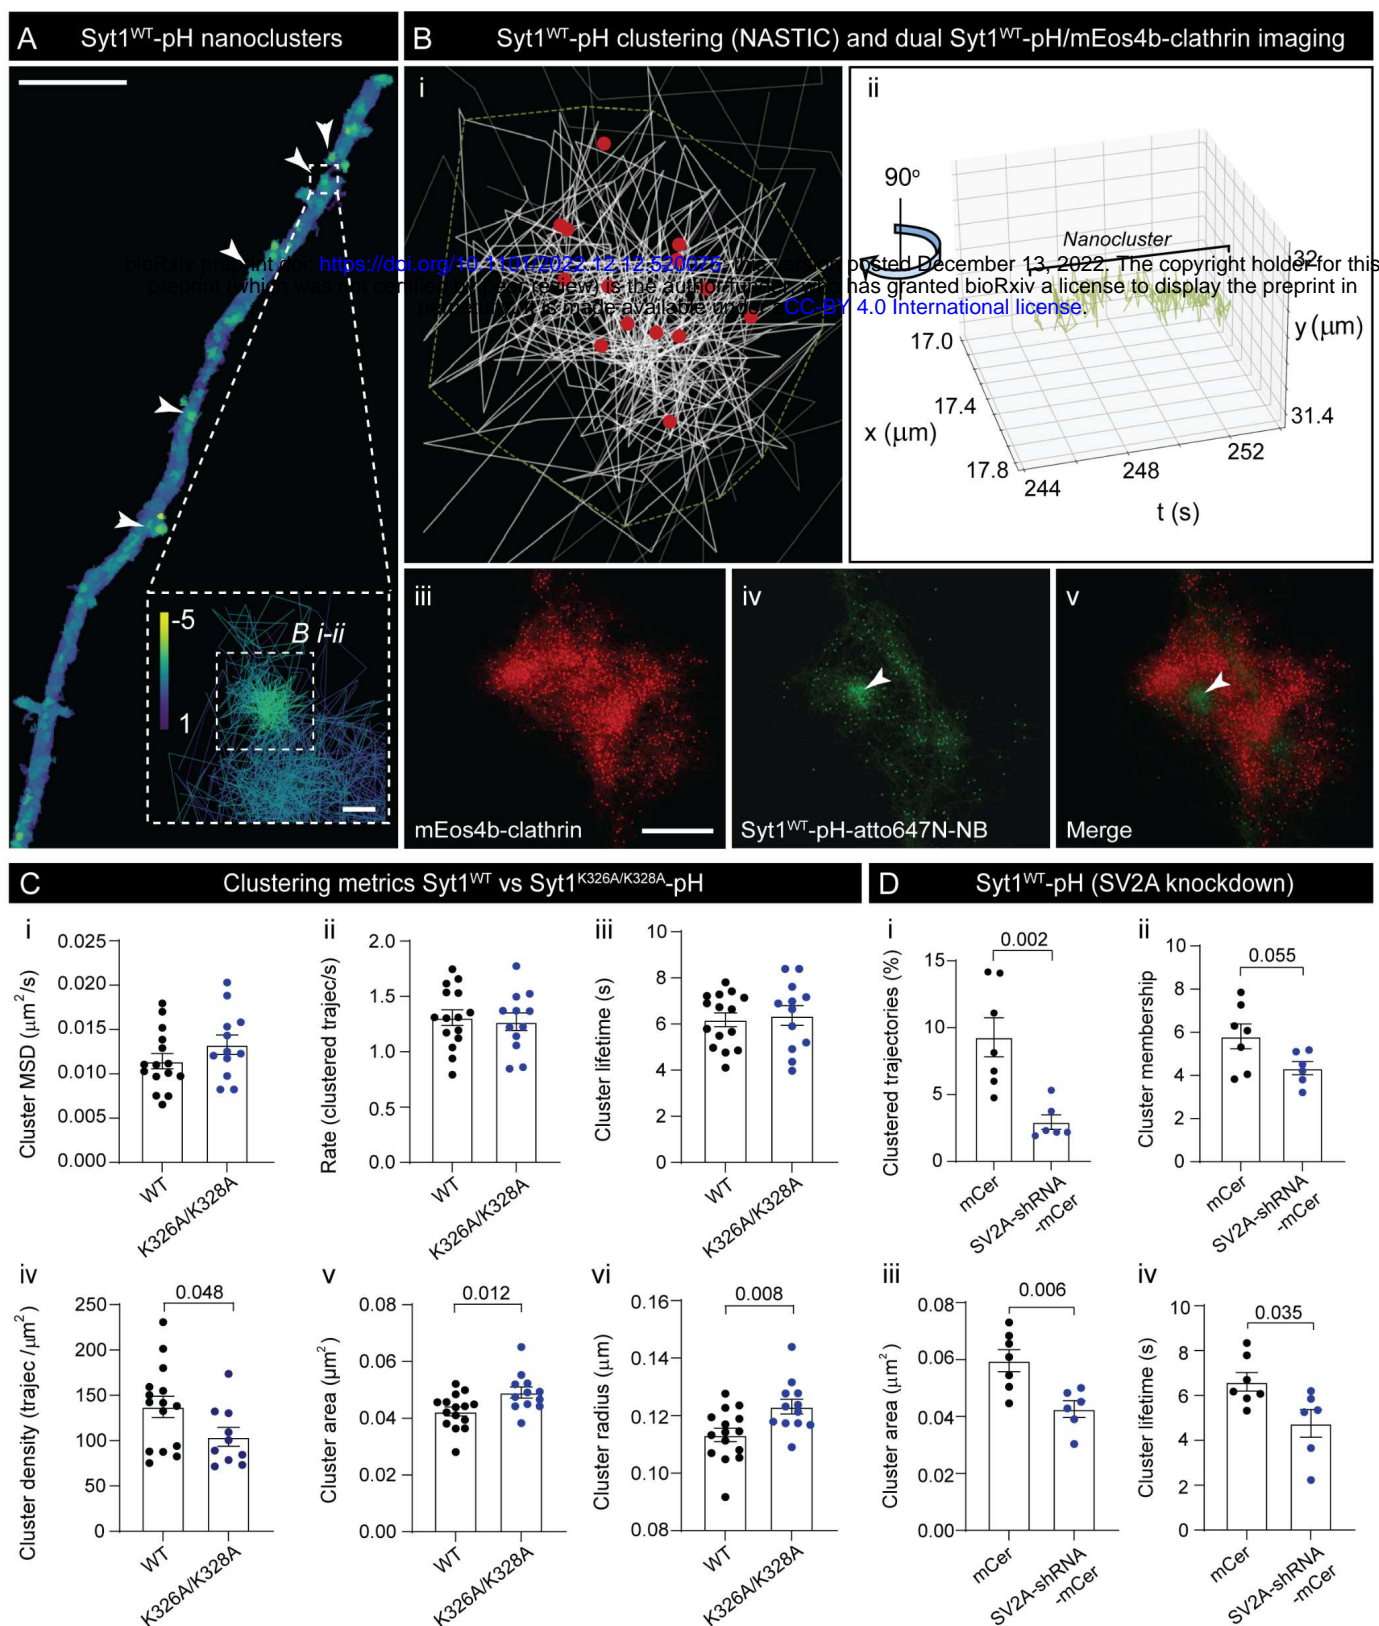 A Syt1WT-pH nanoclusters
B Syt1WT-pH clustering (NASTIC) and dual Syt1WT-pH/mEos4b-clathrin imaging
-5
1
B i-ii
i
ii
90o
Nanocluster
32
y (μm)
31.4
17.0
17.4
17.8
x (μm)
244
248
252
t (s)
bioRxiv preprint doi: https://doi.org/10.1101/2022.12.12.520075; this version posted December 13, 2022. The copyright holder for this
preprint (which was not certified by peer review) is the author/funder, who has granted bioRxiv a license to display the preprint in
perpetuity. It is made available under a CC-BY 4.0 International license.
iii
mEos4b-clathrin
iv
Syt1WT-pH-atto647N-NB
v
Merge
C Clustering metrics Syt1WT vs Syt1K326A/K328A-pH
i
Cluster MSD (μm2/s)
0.025
0.020
0.015
0.010
0.005
0.000
WT
K326A/K328A
ii
Rate (clustered trajec/s)
2.0
1.5
1.0
0.5
0.0
WT
K326A/K328A
iii
Cluster lifetime (s)
10
8
6
4
2
0
WT
K326A/K328A
iv
Cluster density (trajec /μm2)
250
200
150
100
50
0
0.048
WT
K326A/K328A
v
Cluster area (μm2)
0.08
0.06
0.04
0.02
0.00
0.012
WT
K326A/K328A
vi
Cluster radius (μm)
0.16
0.14
0.12
0.10
0.08
0.008
WT
K326A/K328A
D Syt1WT-pH (SV2A knockdown)
i
Clustered trajectories (%)
15
10
5
0
0.002
mCer
SV2A-shRNA
-mCer
ii
Cluster membership
10
8
6
4
2
0
0.055
mCer
SV2A-shRNA
-mCer
iii
Cluster area (μm2)
0.08
0.06
0.04
0.02
0.00
0.006
mCer
SV2A-shRNA
-mCer
iv
Cluster lifetime (s)
10
8
6
4
2
0
0.035
mCer
SV2A-shRNA
-mCer